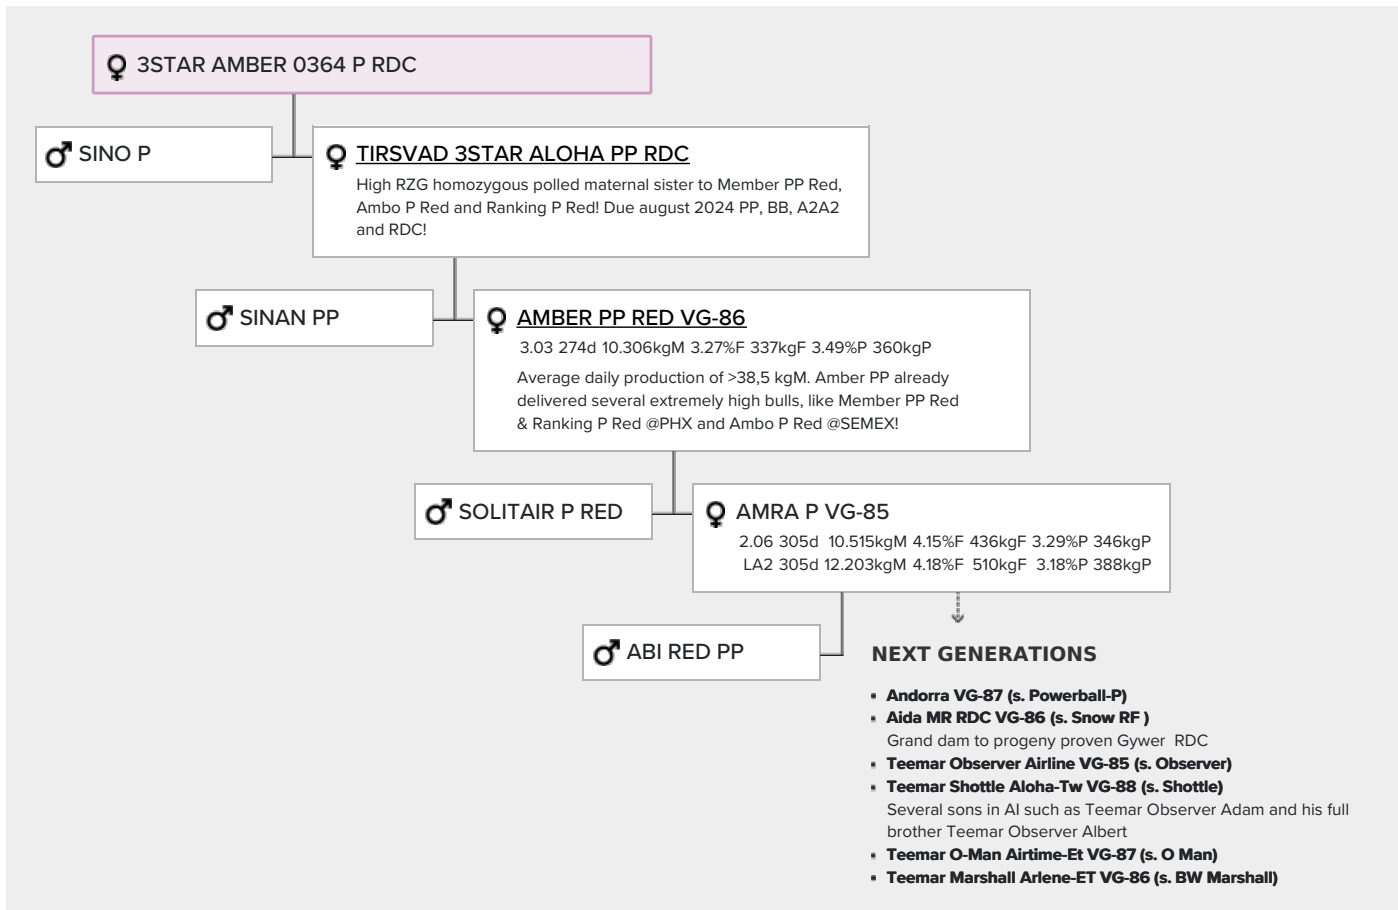 3STAR AMBER 0364 P RDC
SINO P
TIRSVAD 3STAR ALOHA PP RDC
High RZG homozygous polled maternal sister to Member PP Red,
Ambo P Red and Ranking P Red! Due august 2024 PP, BB, A2A2
and RDC!
SINAN PP
AMBER PP RED VG-86
3.03 274d 10.306kgM 3.27%F 337kgF 3.49%P 360kgP
Average daily production of >38,5 kgM. Amber PP already
delivered several extremely high bulls, like Member PP Red
& Ranking P Red @PHX and Ambo P Red @SEMEX!
SOLITAIR P RED
AMRA P VG-85
2.06 305d 10.515kgM 4.15%F 436kgF 3.29%P 346kgP
LA2 305d 12.203kgM 4.18%F 510kgF 3.18%P 388kgP
ABI RED PP
NEXT GENERATIONS
Andorra VG-87 (s. Powerball-P)
Aida MR RDC VG-86 (s. Snow RF )
Grand dam to progeny proven Gywer RDC
Teemar Observer Airline VG-85 (s. Observer)
Teemar Shottle Aloha-Tw VG-88 (s. Shottle)
Several sons in AI such as Teemar Observer Adam and his full
brother Teemar Observer Albert
Teemar O-Man Airtime-Et VG-87 (s. O Man)
Teemar Marshall Arlene-ET VG-86 (s. BW Marshall)